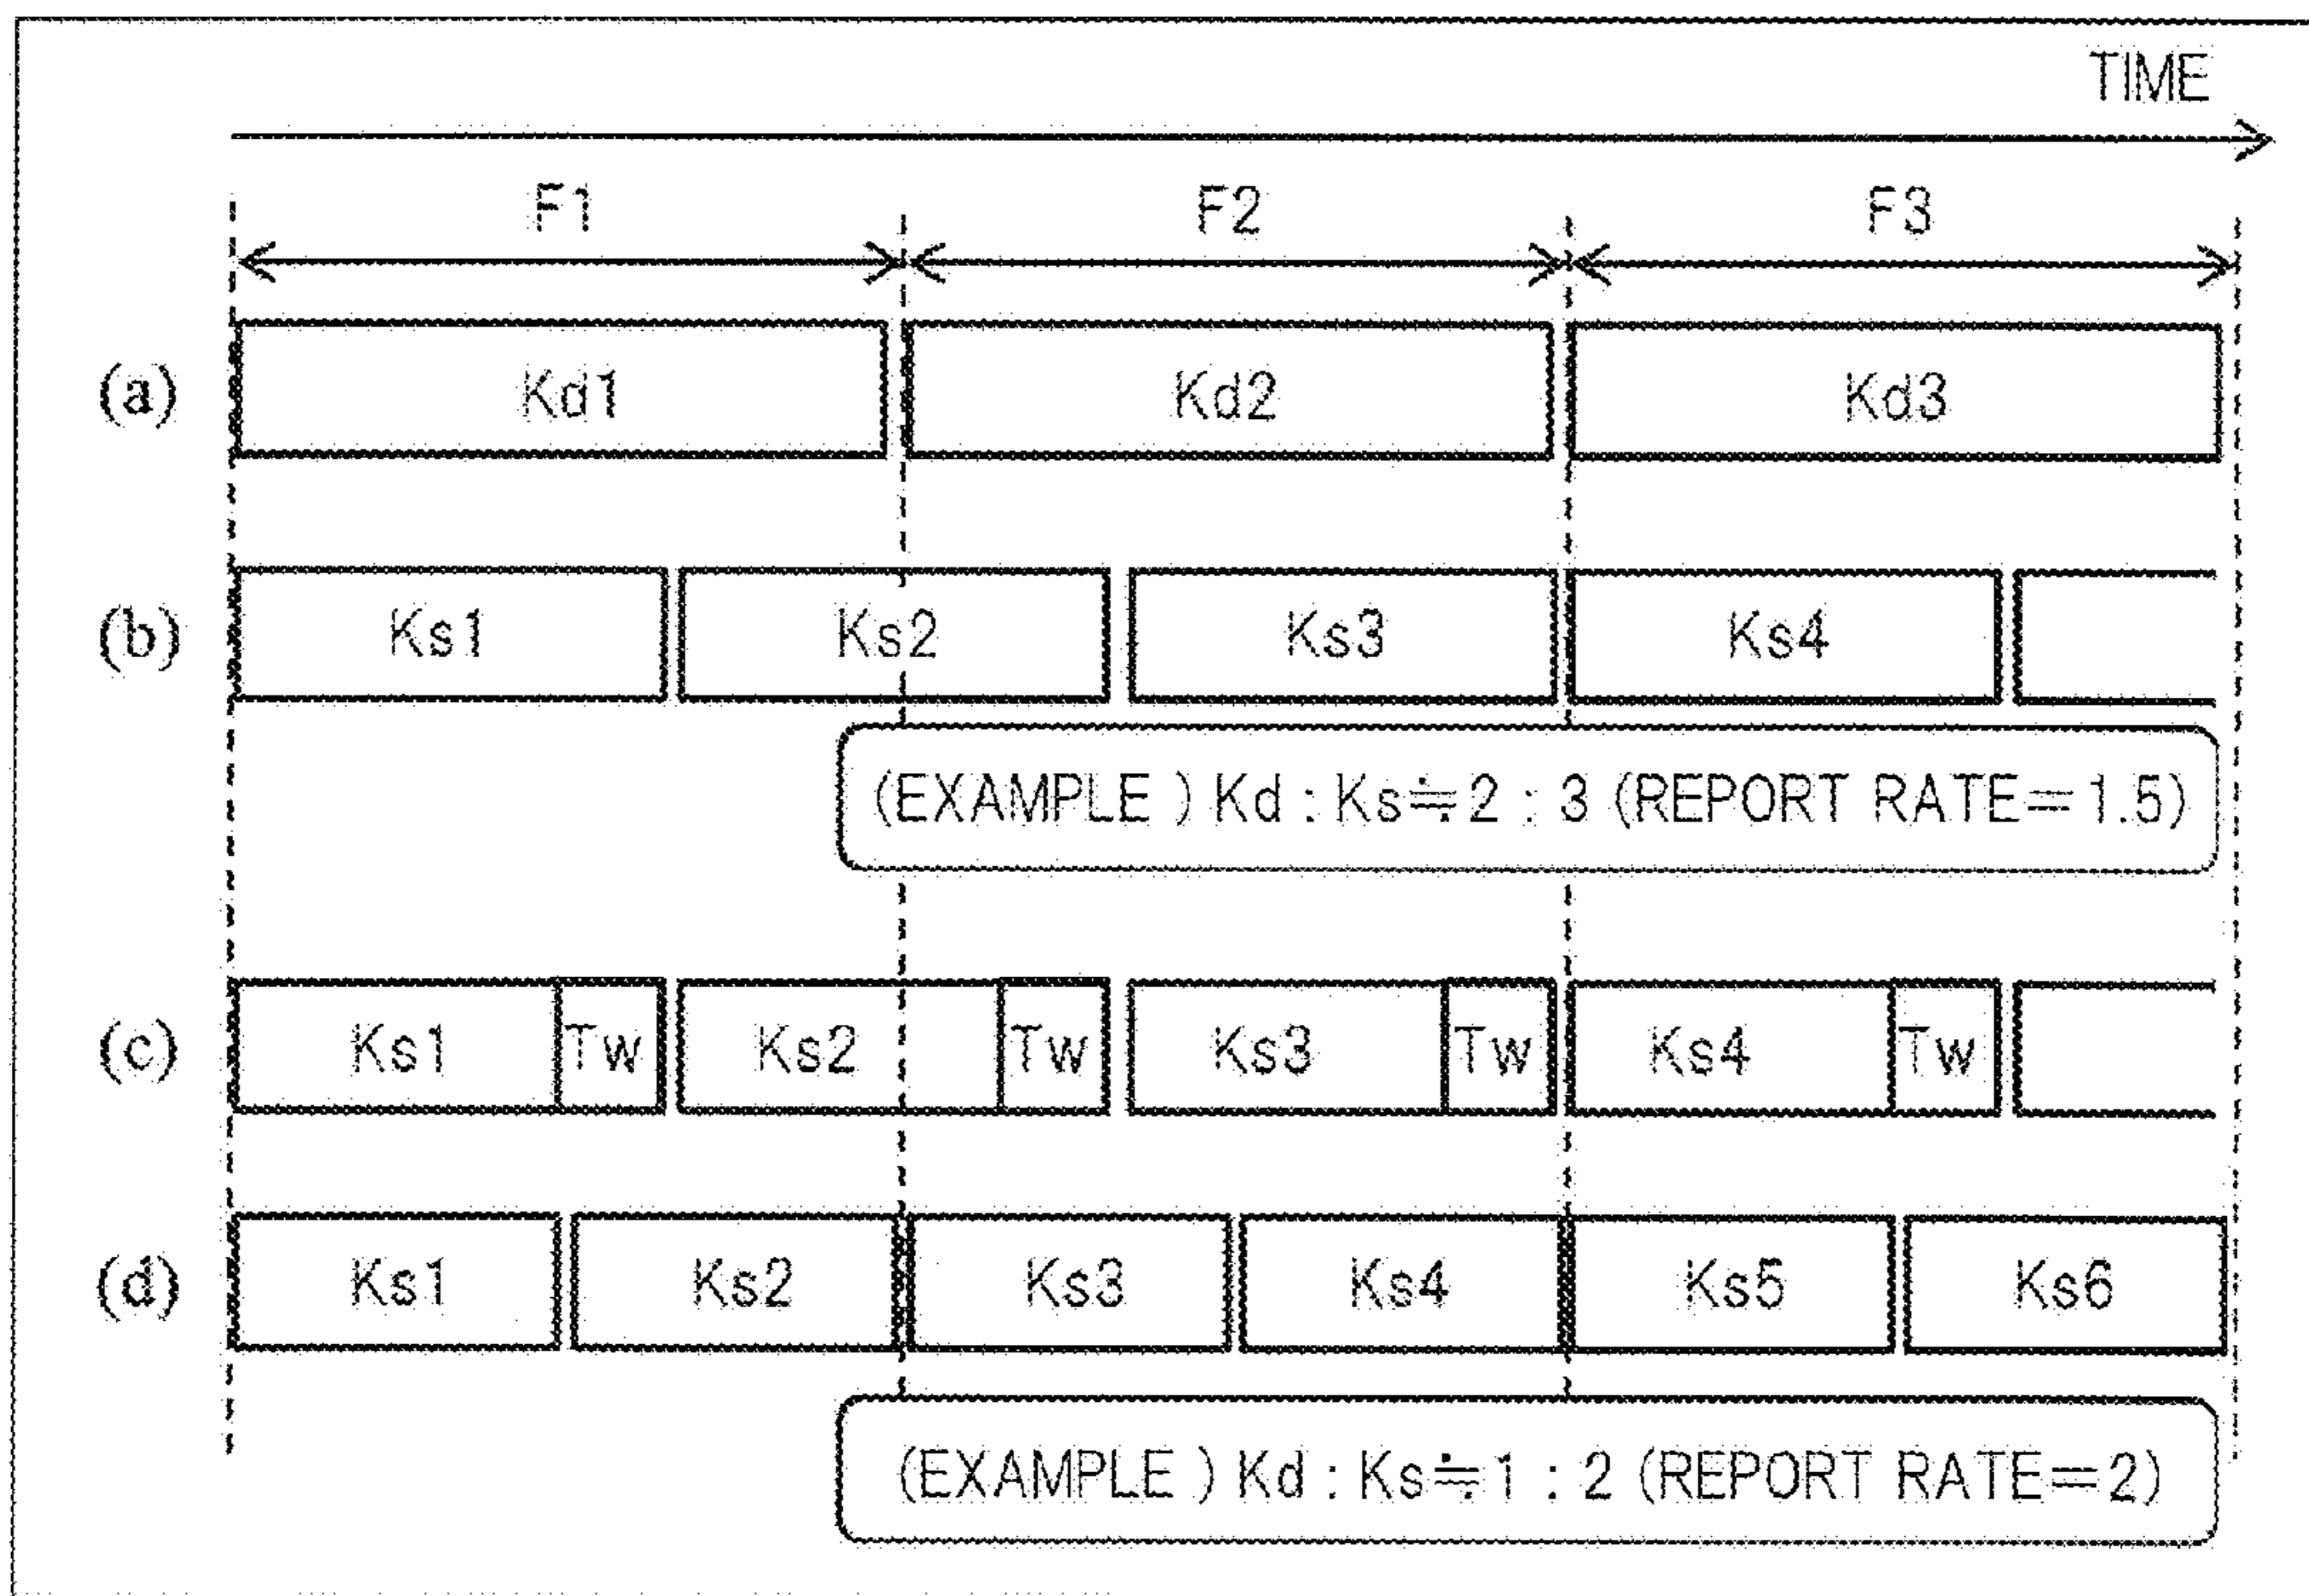 TIME
F1 F2 F3
(a) Kd1 Kd2 Kd3
(b) Ks1 Ks2 Ks3 Ks4
(EXAMPLE) Kd : Ks≒2 : 3 (REPORT RATE=1.5)
(c) Ks1 Tw Ks2 Tw Ks3 Tw Ks4 Tw
(d) Ks1 Ks2 Ks3 Ks4 Ks5 Ks6
(EXAMPLE) Kd : Ks≒1 : 2 (REPORT RATE=2)